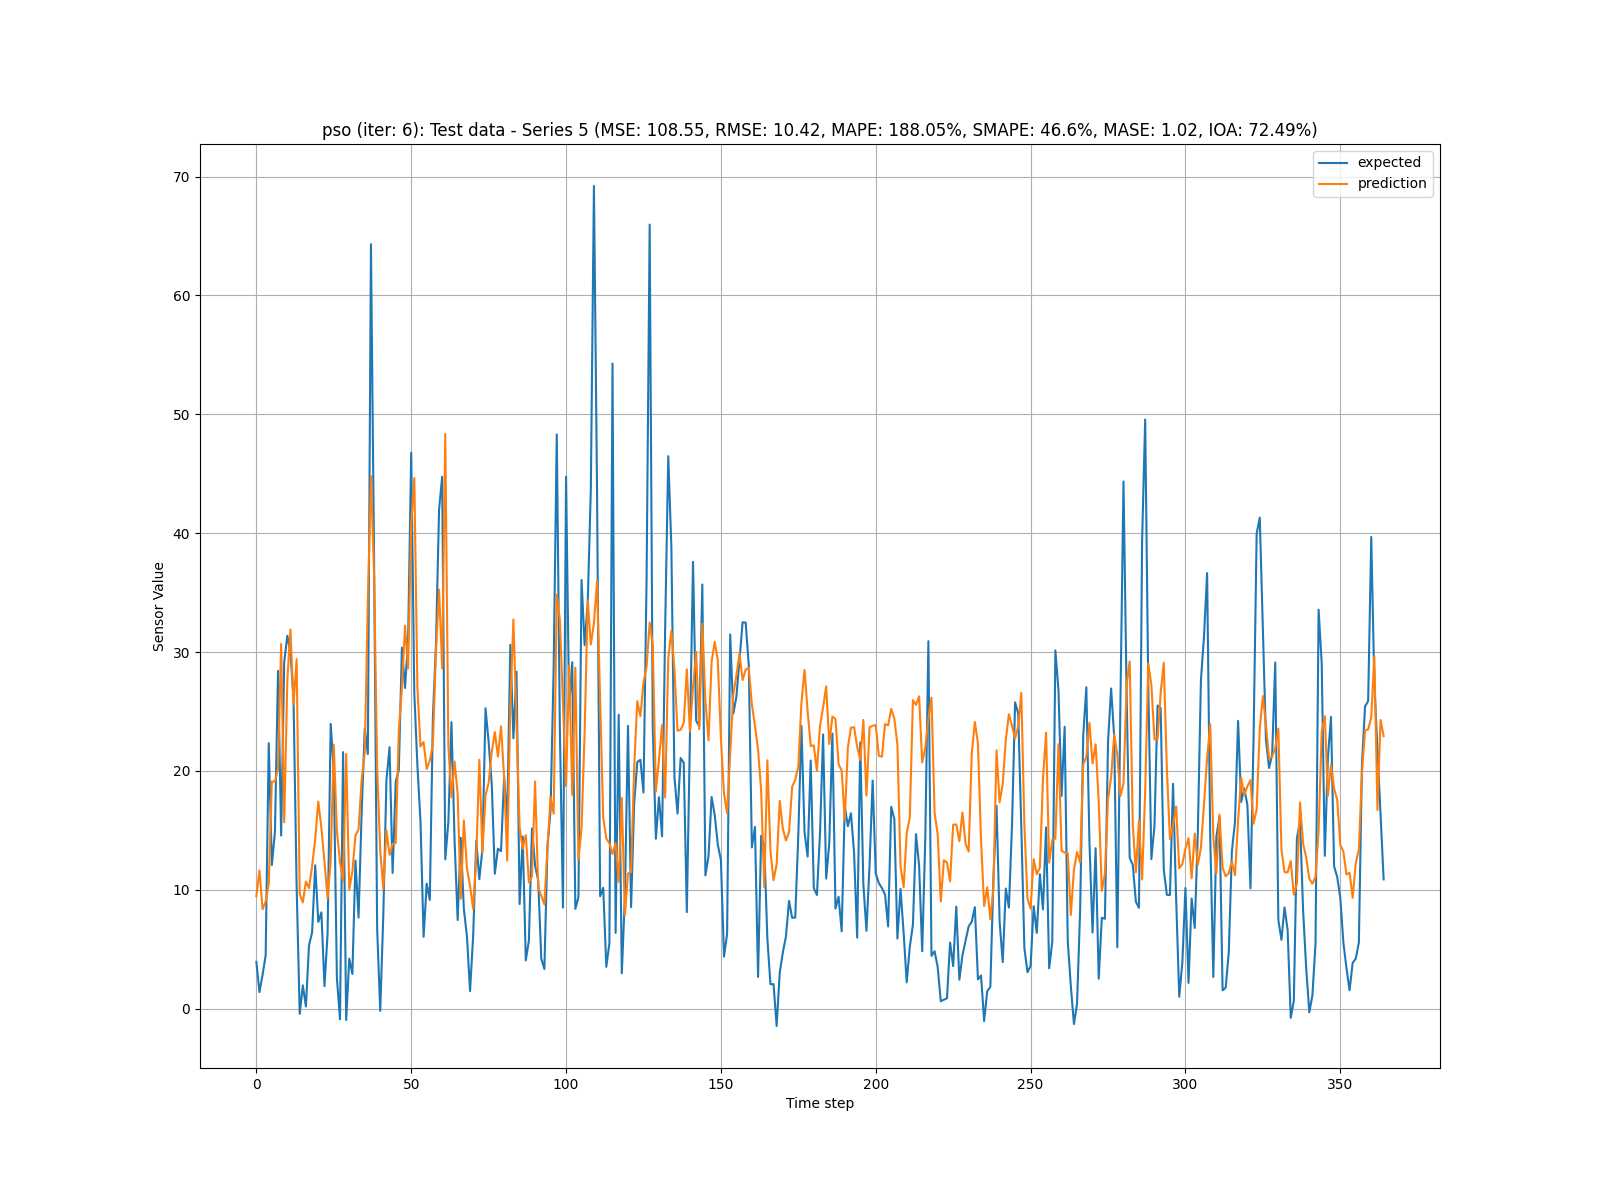 pso (iter: 6): Test data - Series 5 (MSE: 108.55, RMSE: 10.42, MAPE: 188.05%, SMAPE: 46.6%, MASE: 1.02, IOA: 72.49%)
expected
prediction
70
60
50
40
30
20
10
0
Sensor Value
0 50 100 150 200 250 300 350
Time step